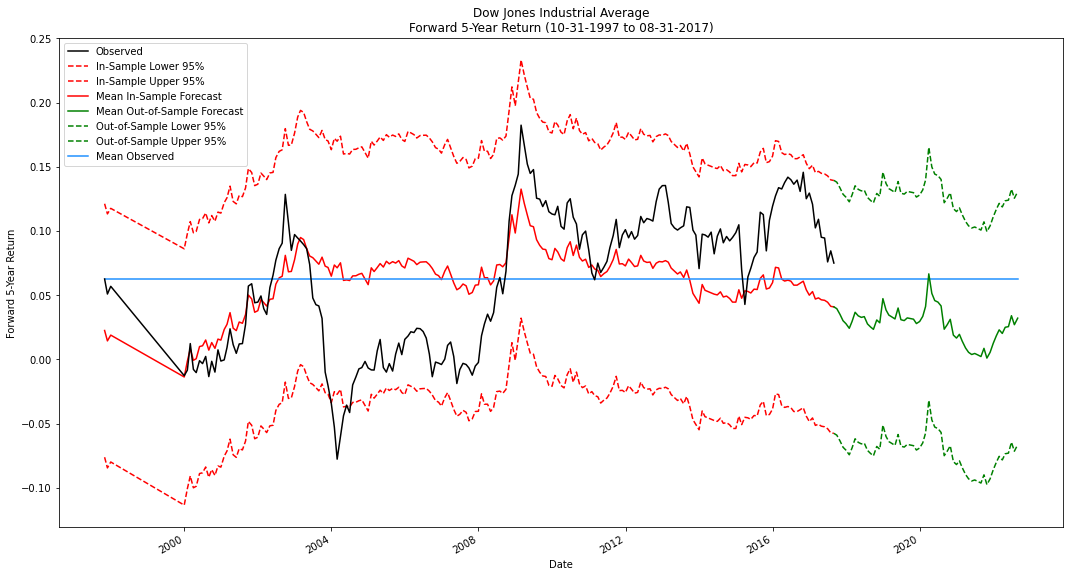 Dow Jones Industrial Average
Forward 5-Year Return (10-31-1997 to 08-31-2017)
Observed
In-Sample Lower 95%
In-Sample Upper 95%
Mean In-Sample Forecast
Mean Out-of-Sample Forecast
Out-of-Sample Lower 95%
Out-of-Sample Upper 95%
Mean Observed
Forward 5-Year Return
0.25
0.20
0.15
0.10
0.05
0.00
−0.05
−0.10
2000
2004
2008
2012
2016
2020
Date